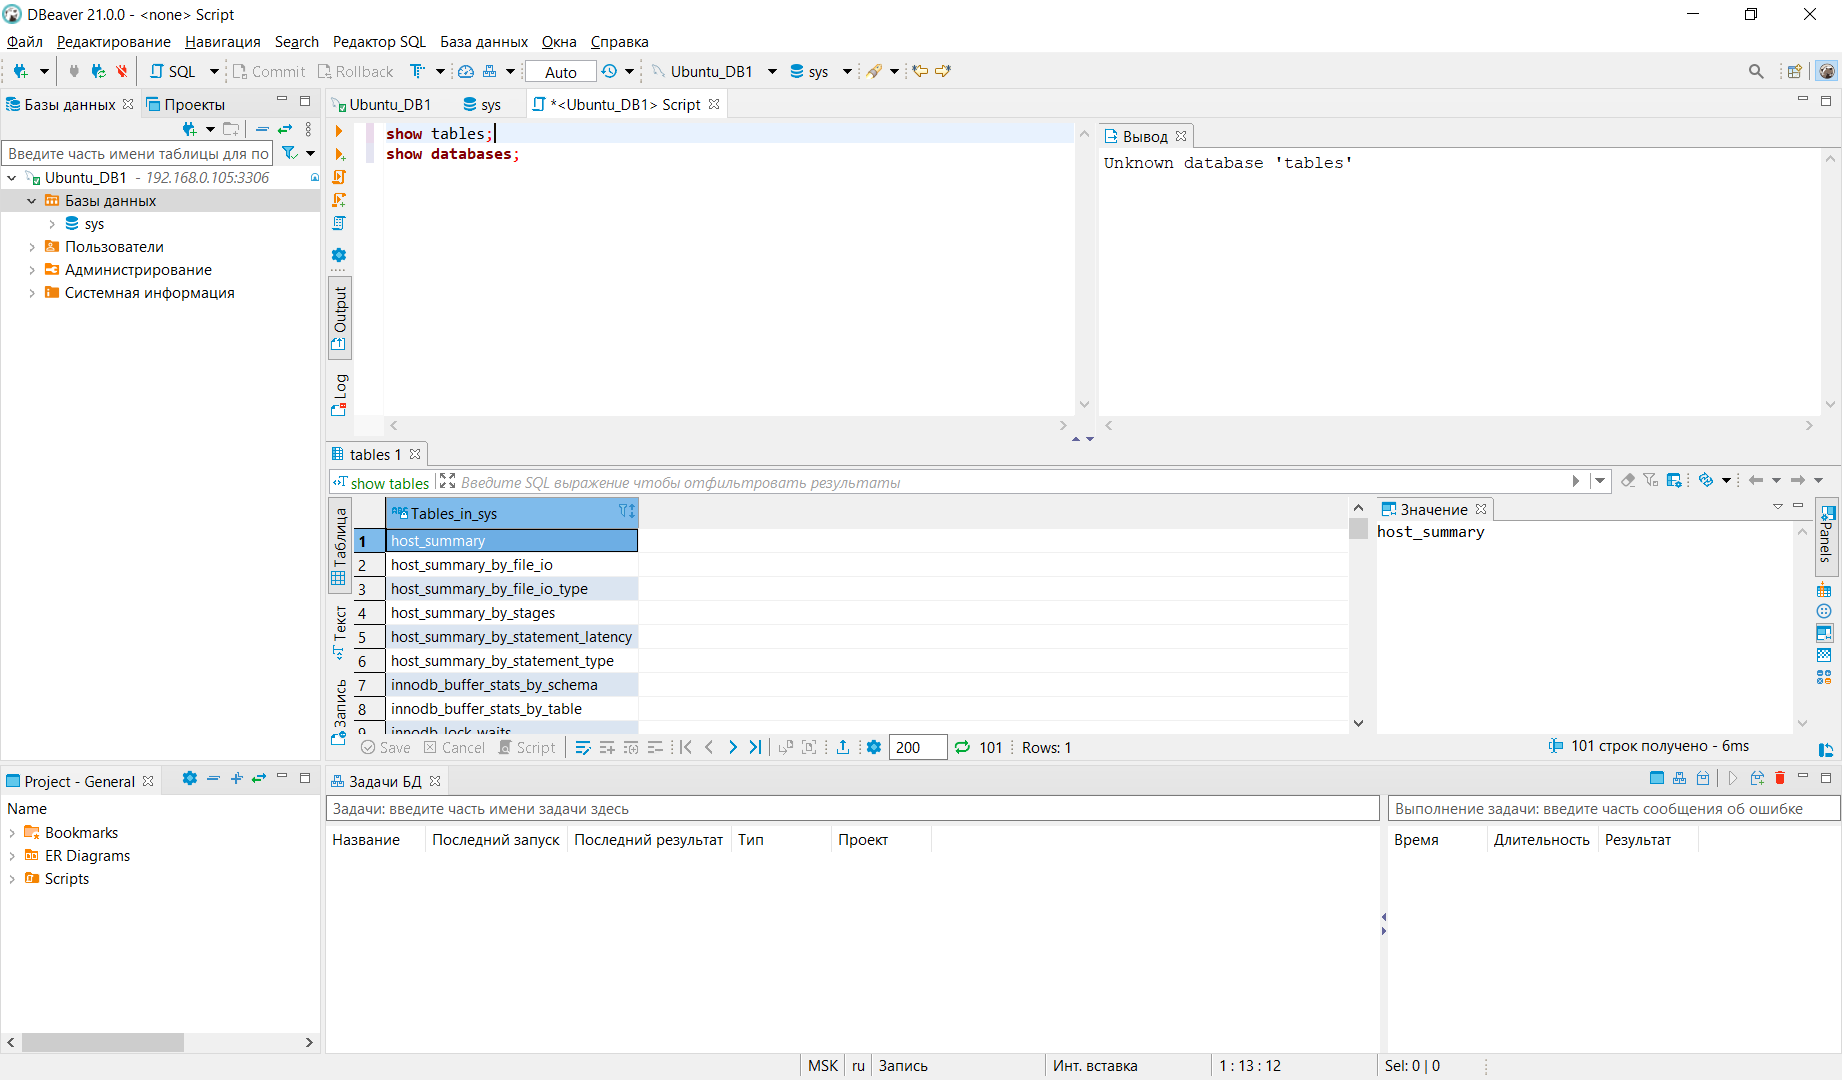 DBeaver 21.0.0 - <none> Script
Файл Редактирование Навигация Search Редактор SQL База данных Окна Справка
SQL Commit Rollback Auto Ubuntu_DB1 sys
Базы данных Проекты
Введите часть имени таблицы для по
Ubuntu_DB1 - 192.168.0.105:3306
Базы данных
sys
Пользователи
Администрирование
Системная информация
Ubuntu_DB1 sys *<Ubuntu_DB1> Script
show tables;
show databases;
Output
Log
Вывод
Unknown database 'tables'
tables 1
show tables Введите SQL выражение чтобы отфильтровать результаты
Таблица
Текст
Запись
Tables_in_sys
1 host_summary
2 host_summary_by_file_io
3 host_summary_by_file_io_type
4 host_summary_by_stages
5 host_summary_by_statement_latency
6 host_summary_by_statement_type
7 innodb_buffer_stats_by_schema
8 innodb_buffer_stats_by_table
9 innodb_lock_waits
Значение
host_summary
Panels
Save Cancel Script 200 101 Rows: 1
101 строк получено - 6ms
Project - General
Name
Bookmarks
ER Diagrams
Scripts
Задачи БД
Задачи: введите часть имени задачи здесь
Название Последний запуск Последний результат Тип Проект
Выполнение задачи: введите часть сообщения об ошибке
Время Длительность Результат
MSK ru Запись Инт. вставка 1 : 13 : 12 Sel: 0 | 0